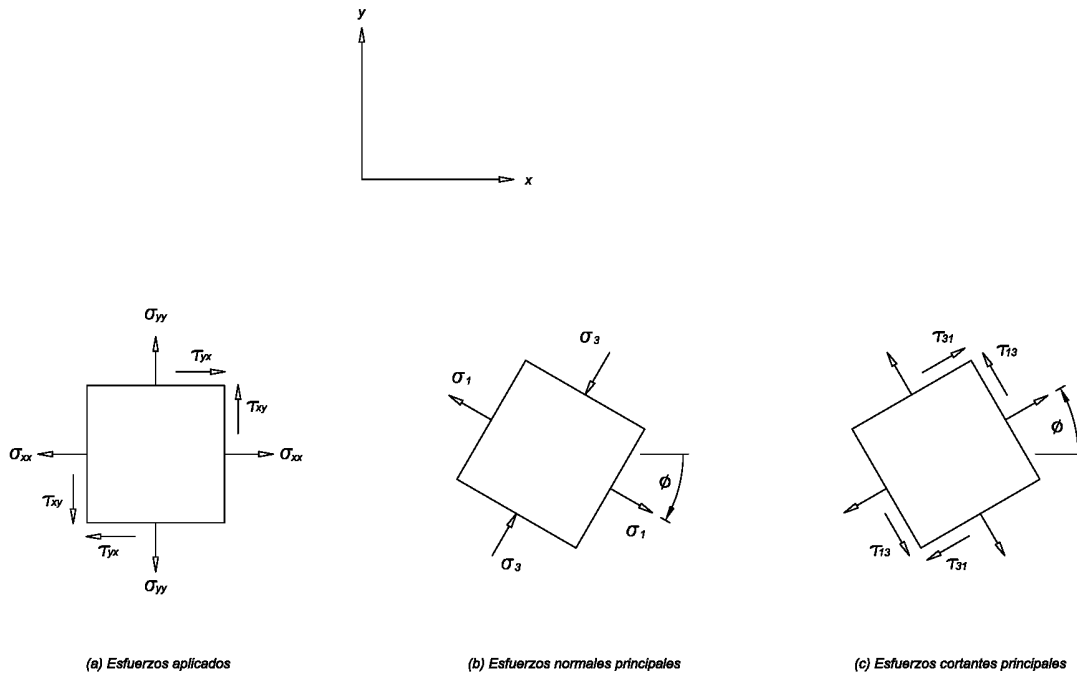 y
x
σyy
τyx
τxy
σxx
σxx
τxy
τyx
σyy
(a) Esfuerzos aplicados
σ3
σ1
ø
σ1
σ3
(b) Esfuerzos normales principales
τ31
τ13
ø
τ13
τ31
(c) Esfuerzos cortantes principales